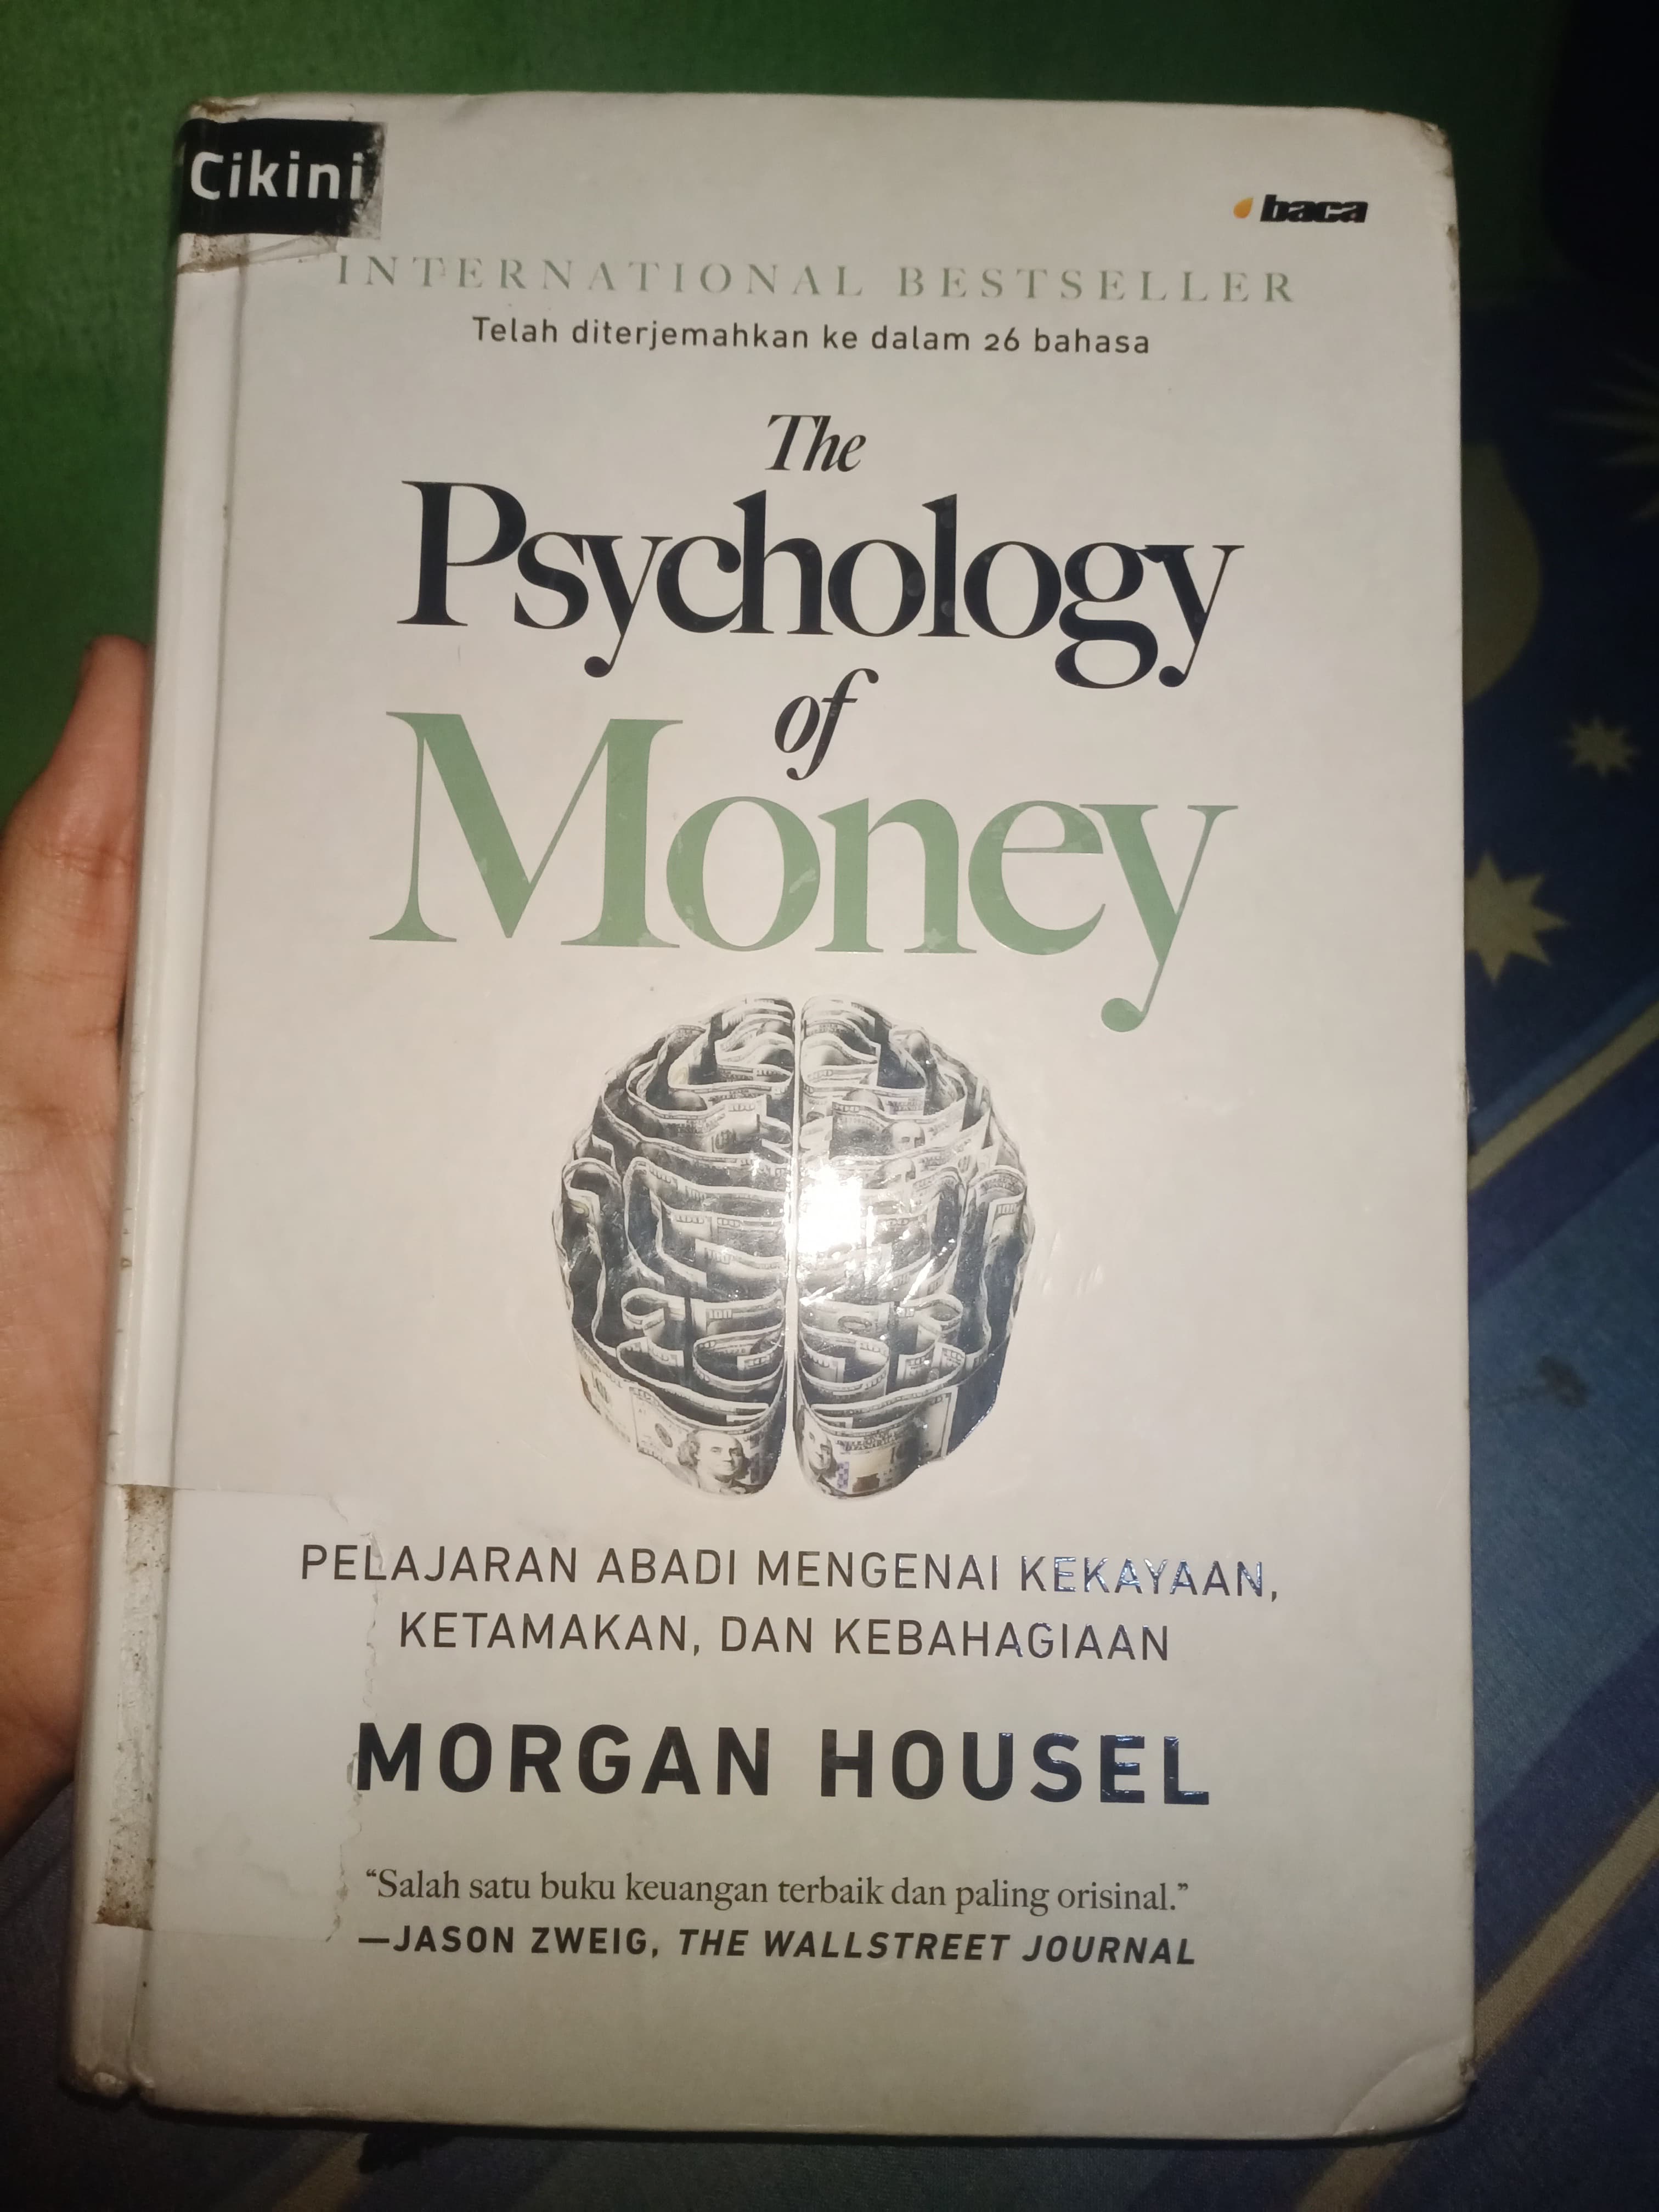 Cikini
baca
INTERNATIONAL BESTSELLER
Telah diterjemahkan ke dalam 26 bahasa
The
Psychology
of
Money
PELAJARAN ABADI MENGENAI KEKAYAAN,
KETAMAKAN, DAN KEBAHAGIAAN
MORGAN HOUSEL
“Salah satu buku keuangan terbaik dan paling orisinal.”
—JASON ZWEIG, THE WALLSTREET JOURNAL